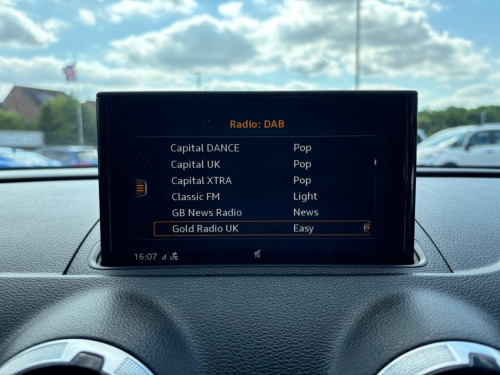 Radio: DAB
Capital DANCE Pop
Capital UK Pop
Capital XTRA Pop
Classic FM Light
GB News Radio News
Gold Radio UK Easy
16:07 LTE